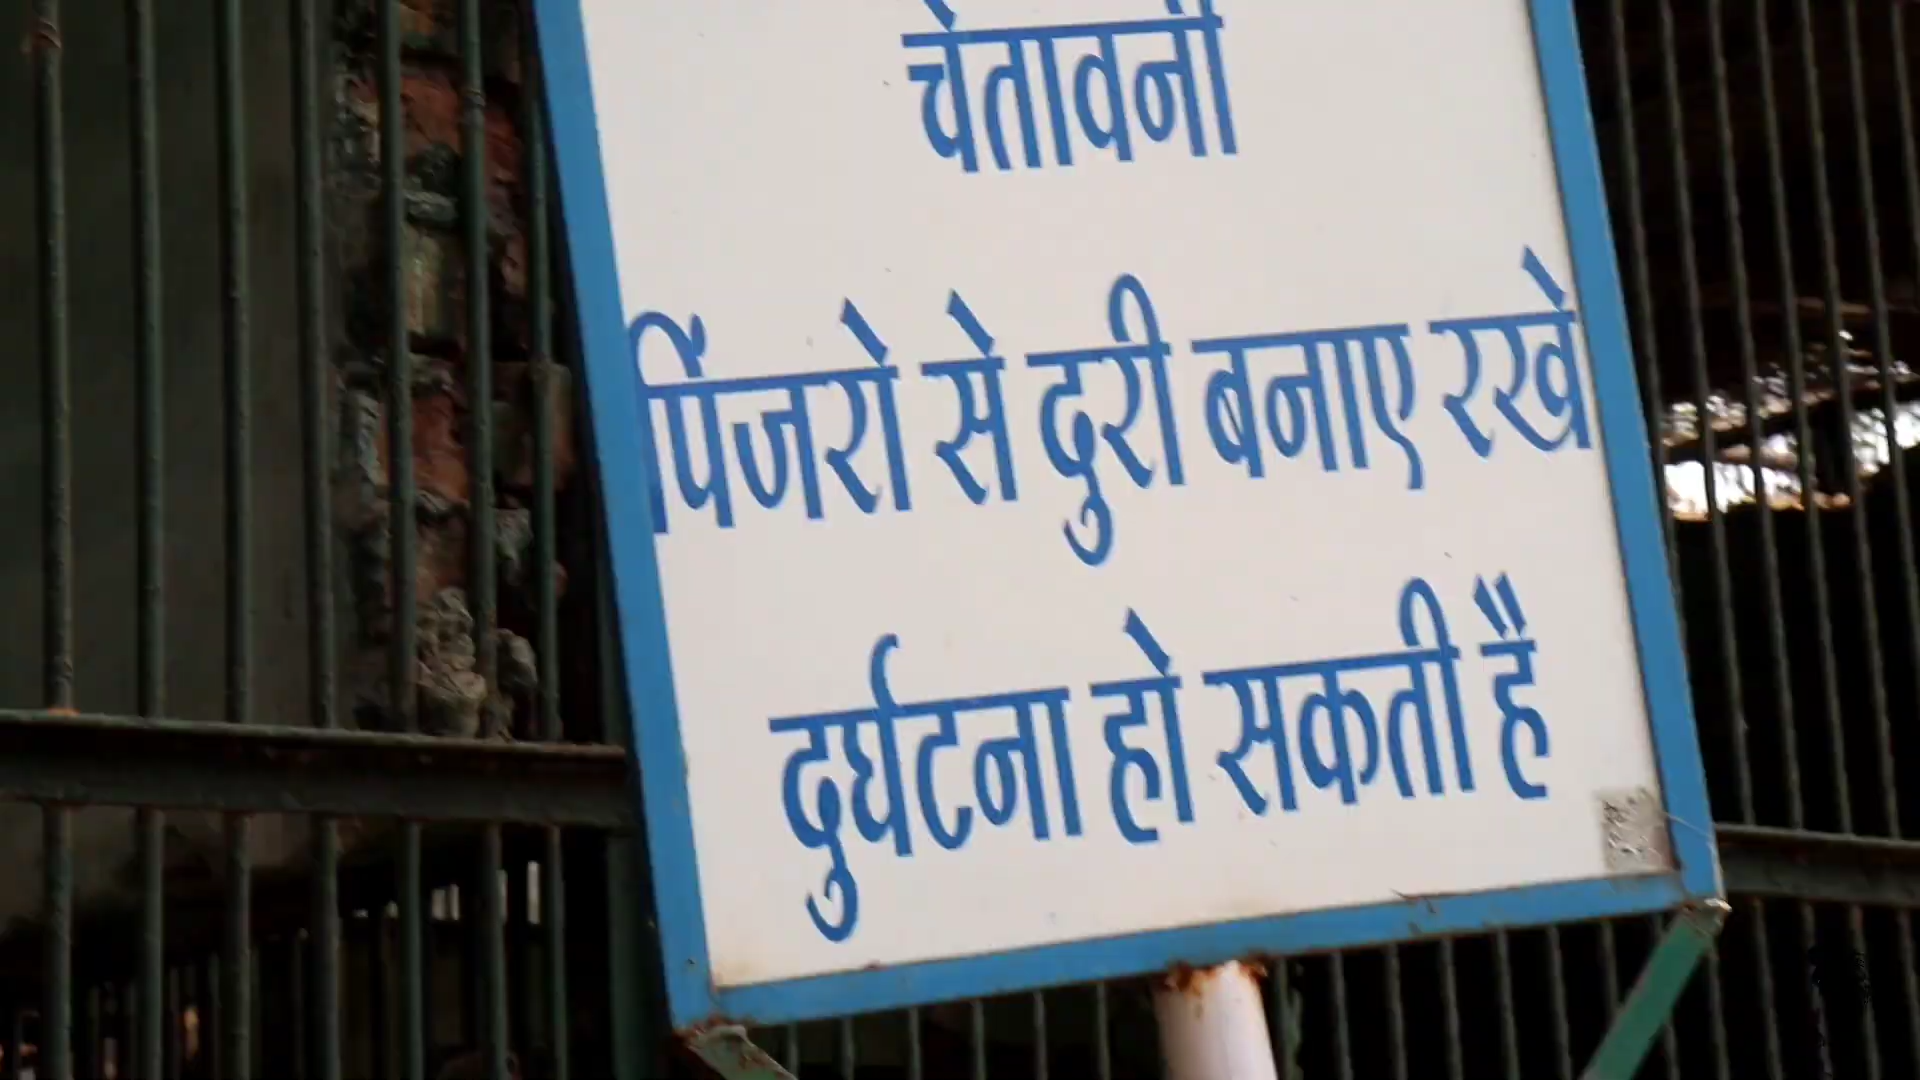 चेतावनी
पिंजरो से दुरी बनाए रखे
दुर्घटना हो सकती है